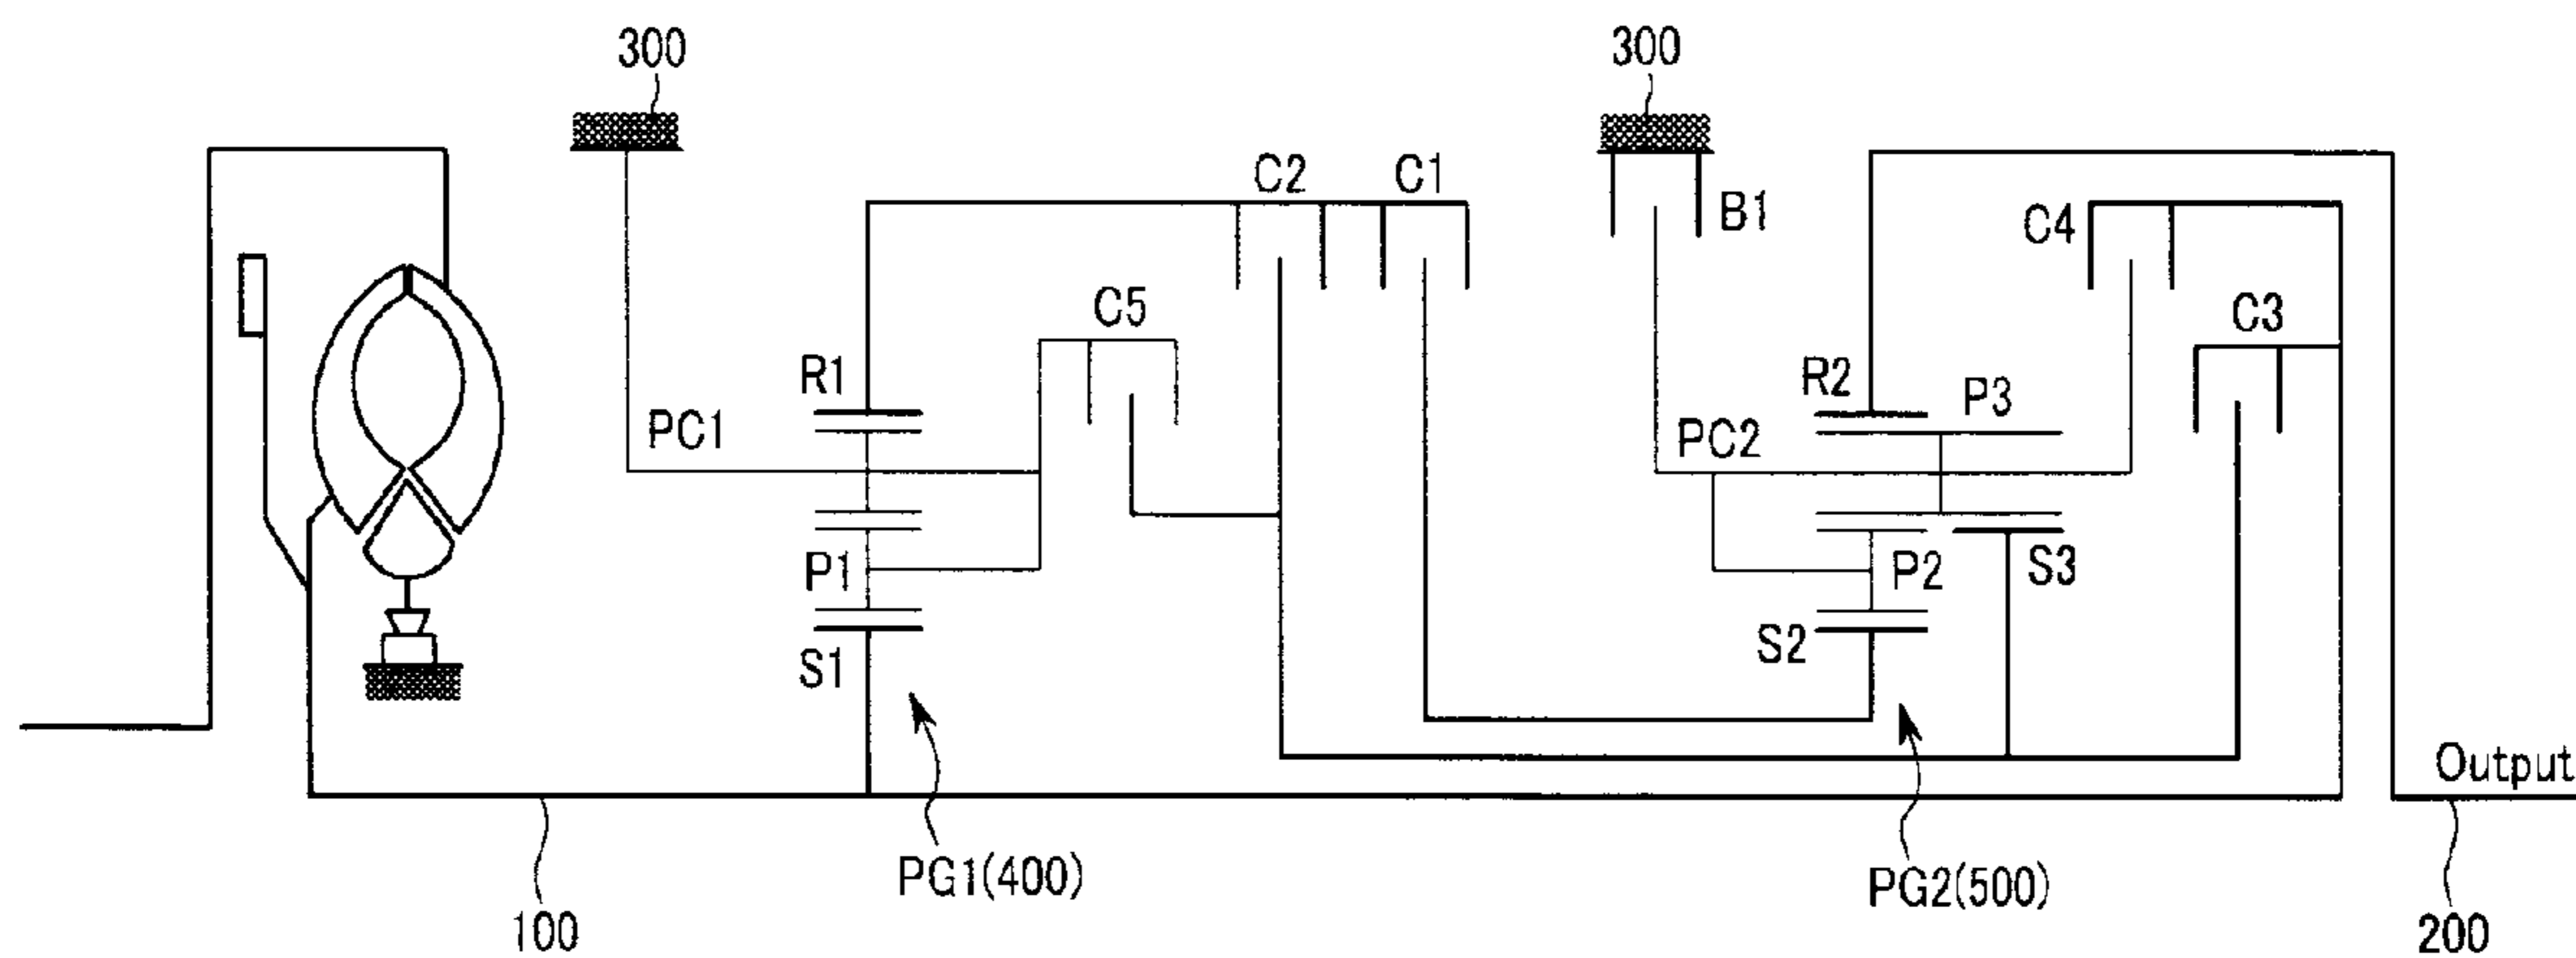 300
300
C2
C1
B1
C4
C5
C3
R1
R2
P3
PC1
PC2
P1
P2
S3
S1
S2
Output
PG1(400)
PG2(500)
100
200